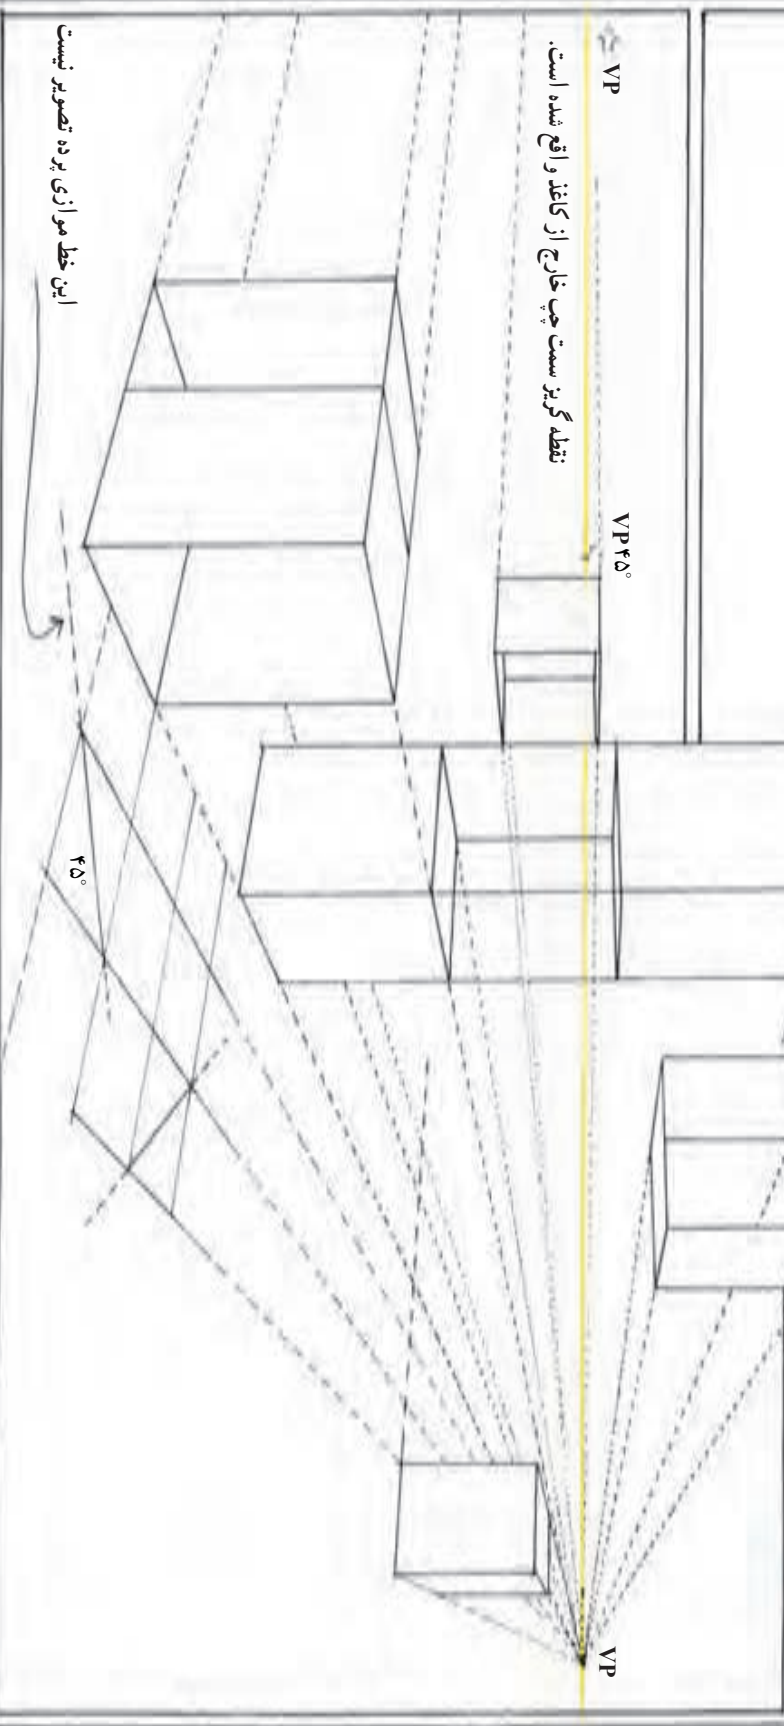 VP
نقطه گریز سمت چپ خارج از کاغذ واقع شده است.
VP۴۵°
VP
۴۵°
این خط موازی پرده تصویر نیست